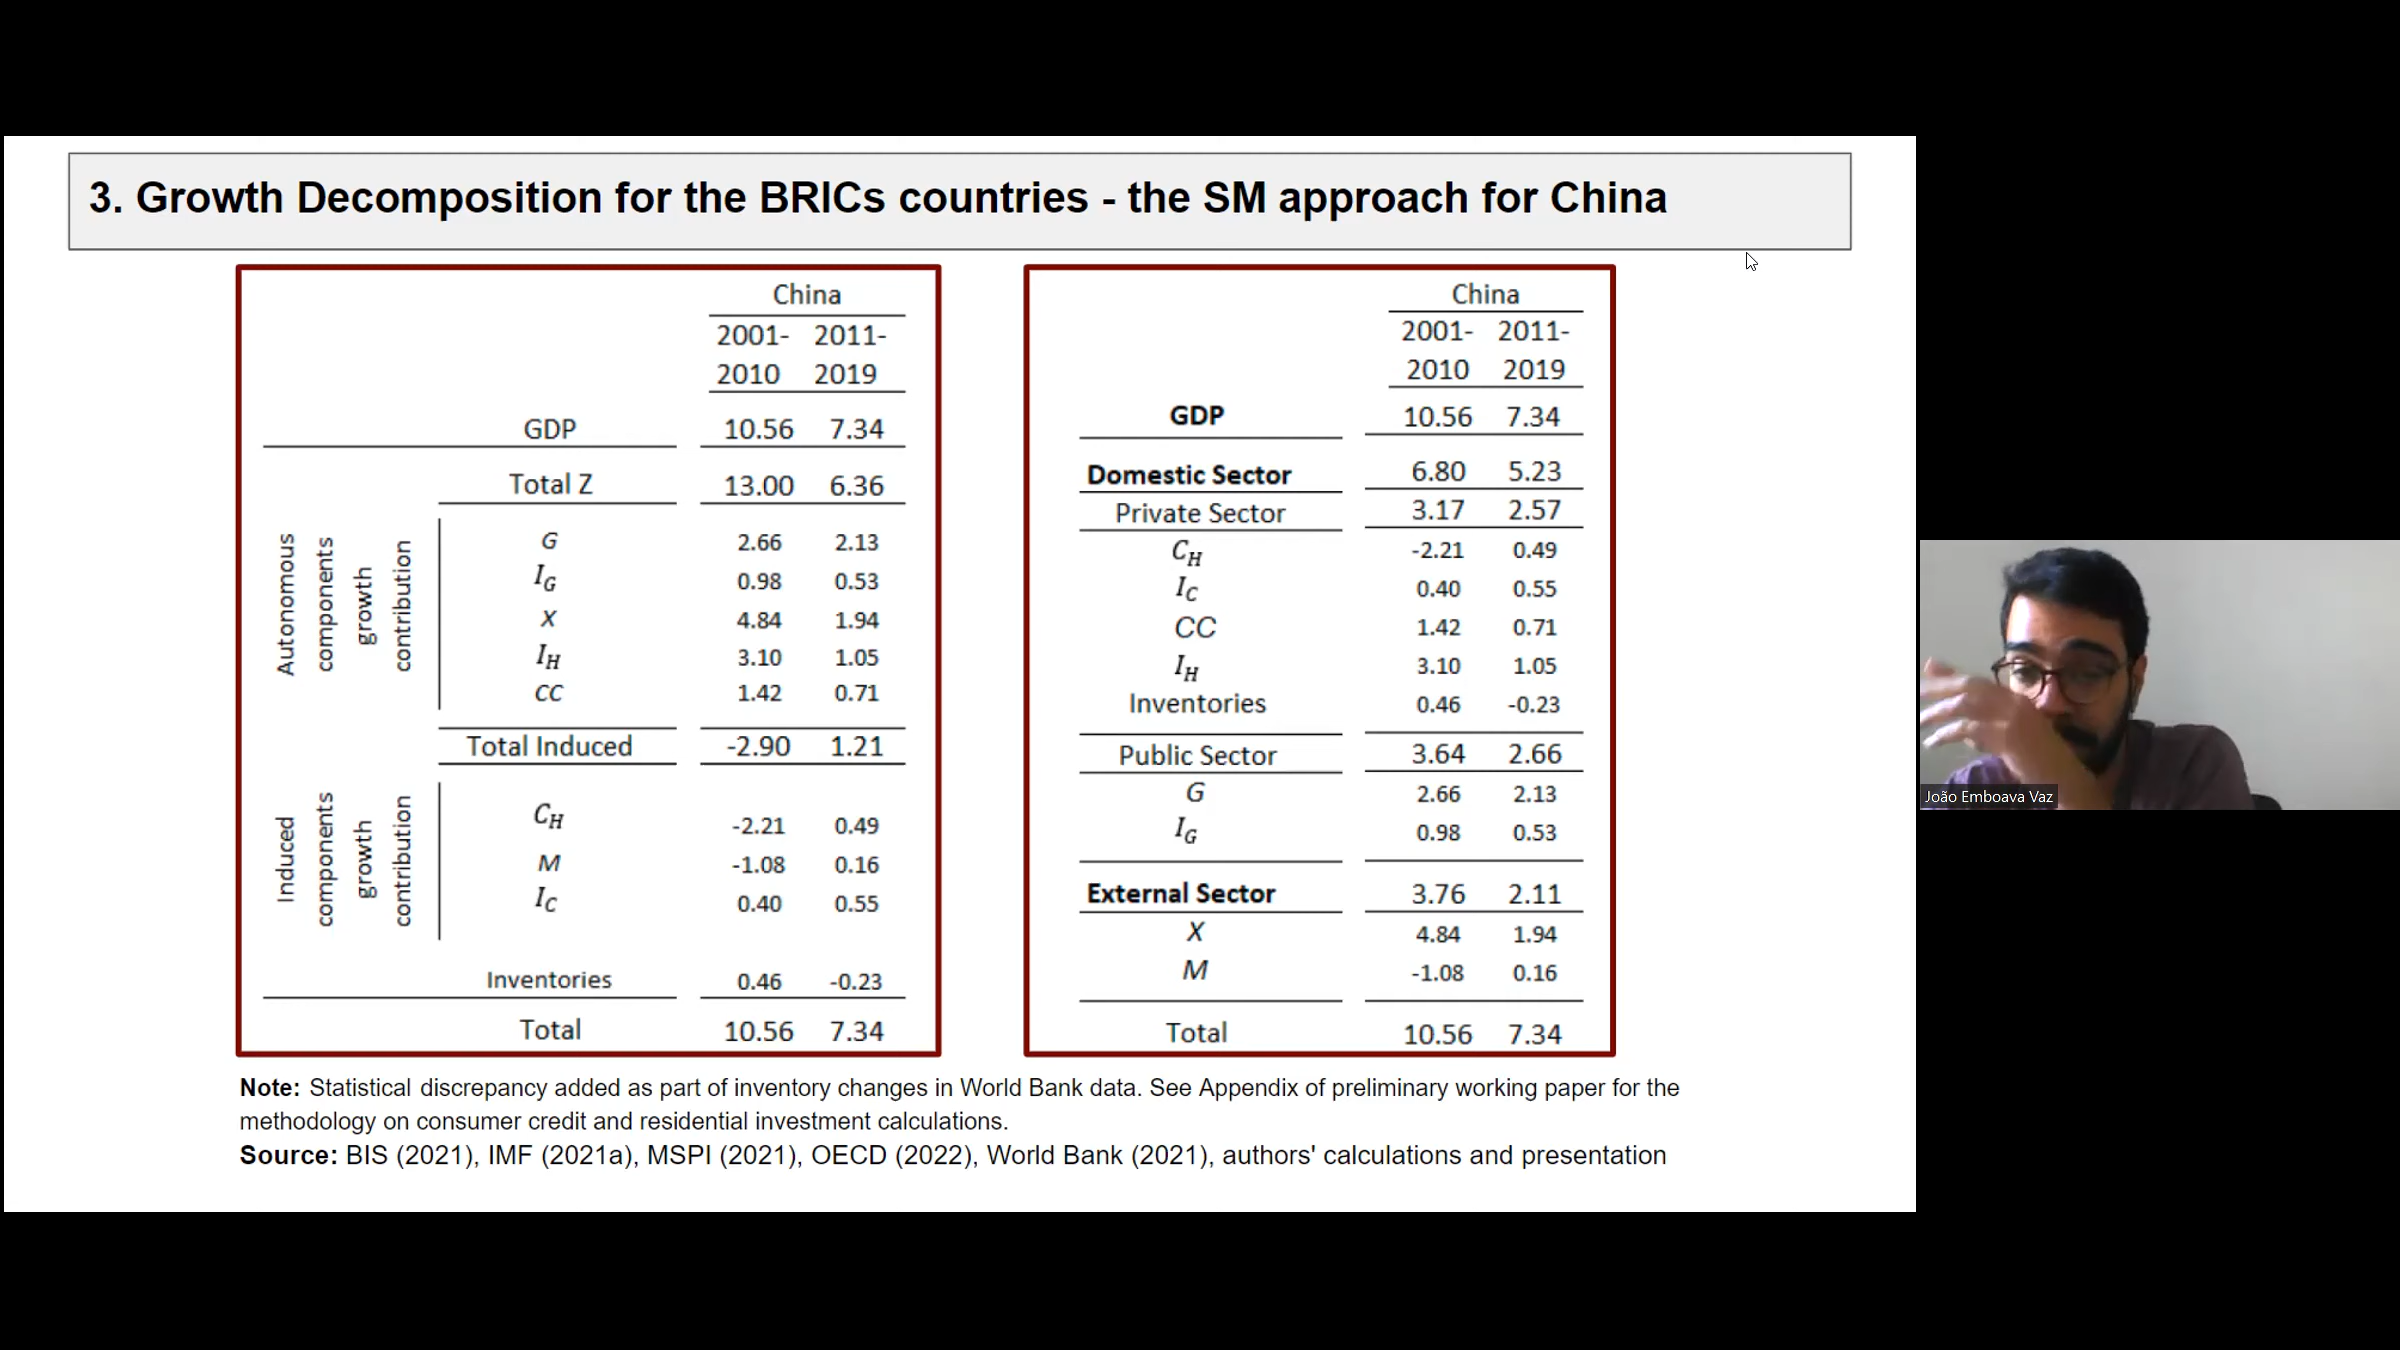 3. Growth Decomposition for the BRICs countries - the SM approach for China
China
2001- 2011-
2010 2019
GDP 10.56 7.34
Total Z 13.00 6.36
Autonomous
components
growth
contribution
G 2.66 2.13
I_G 0.98 0.53
X 4.84 1.94
I_H 3.10 1.05
CC 1.42 0.71
Total Induced -2.90 1.21
Induced
components
growth
contribution
C_H -2.21 0.49
M -1.08 0.16
I_C 0.40 0.55
Inventories 0.46 -0.23
Total 10.56 7.34
China
2001- 2011-
2010 2019
GDP 10.56 7.34
Domestic Sector 6.80 5.23
Private Sector 3.17 2.57
C_H -2.21 0.49
I_C 0.40 0.55
CC 1.42 0.71
I_H 3.10 1.05
Inventories 0.46 -0.23
Public Sector 3.64 2.66
G 2.66 2.13
I_G 0.98 0.53
External Sector 3.76 2.11
X 4.84 1.94
M -1.08 0.16
Total 10.56 7.34
Note: Statistical discrepancy added as part of inventory changes in World Bank data. See Appendix of preliminary working paper for the
methodology on consumer credit and residential investment calculations.
Source: BIS (2021), IMF (2021a), MSPI (2021), OECD (2022), World Bank (2021), authors' calculations and presentation
João Emboava Vaz